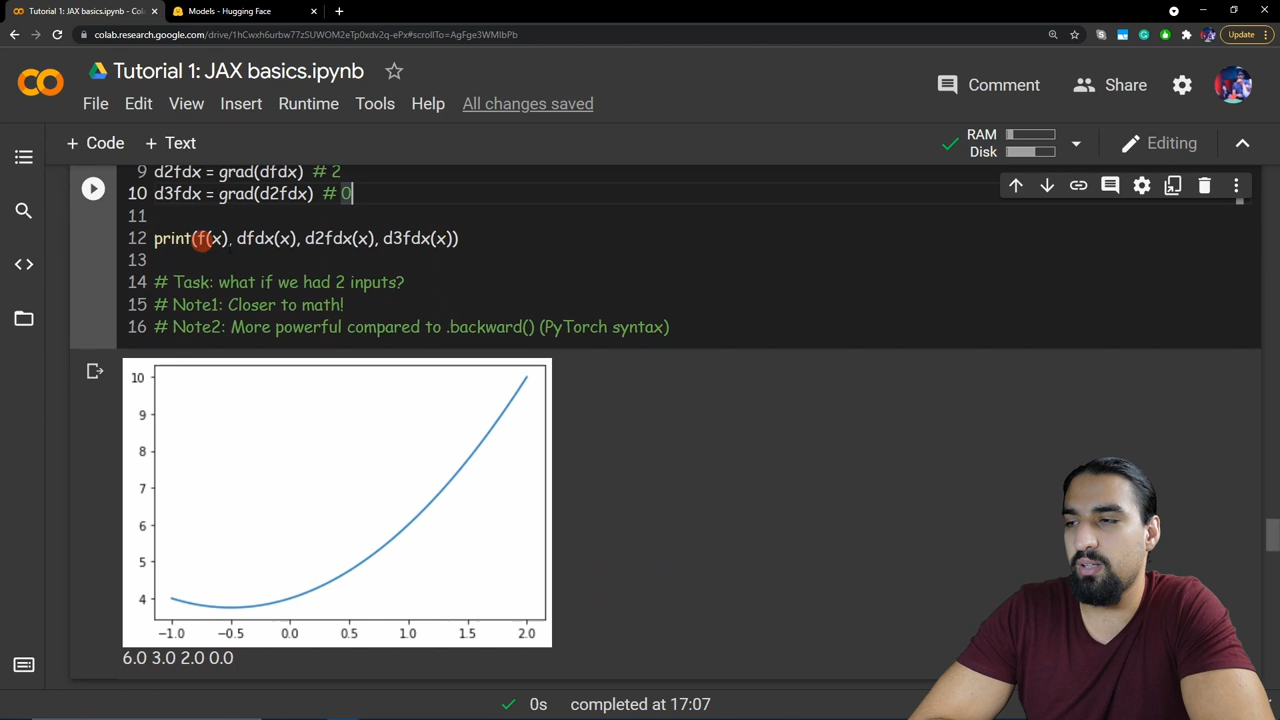 Tutorial 1: JAX basics.ipynb - Col
Models - Hugging Face
colab.research.google.com/drive/1hCwxh6urbw77zSUWOM2eTp0xdv2q-ePx#scrollTo=AgFge3WMIbPb
Update
Tutorial 1: JAX basics.ipynb
Comment
Share
File Edit View Insert Runtime Tools Help All changes saved
+ Code + Text
RAM
Disk
Editing
9 d2fdx = grad(dfdx) # 2
10 d3fdx = grad(d2fdx) # 0
11
12 print(f(x), dfdx(x), d2fdx(x), d3fdx(x))
13
14 # Task: what if we had 2 inputs?
15 # Note1: Closer to math!
16 # Note2: More powerful compared to .backward() (PyTorch syntax)
10
9
8
7
6
5
4
−1.0 −0.5 0.0 0.5 1.0 1.5 2.0
6.0 3.0 2.0 0.0
0s completed at 17:07